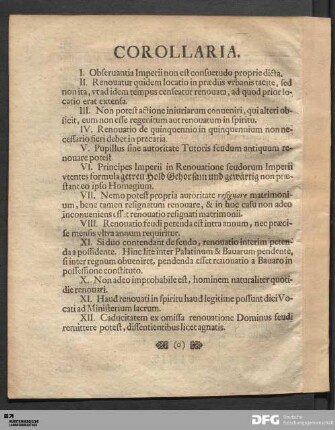 COROLLARIA.
I. Observantia Imperii non est consuetudo proprie dicta.
II. Renovatur quidem locatio in prædiis urbanis tacite, sed
non ita, ut ad idem tempus censeatur renovata, ad quod prior lo-
catio erat extensa.
III. Non potest actione injuriarum conveniri, qui alteri ob-
jicit, eum non esse regenitum aut renovatum in spiritu.
IV. Renovatio de quinquennio in quinquennium non ne-
cessario fieri debet in precaria.
V. Pupillus sine autoritate Tutoris feudum antiquum re-
novare potest.
VI. Principes Imperii in Renovatione feudorum Imperii
utentes formula getreu Hold Gehorsam und gewärtig non præ-
stant eo ipso Homagium.
VII. Nemo potest propria autoritate resignare matrimoni-
um, bene tamen resignatum renovare, & in hoc casu non adeo
inconveniens esset renovatio resignati matrimonii.
VIII. Renovatio feudi petenda est intra annum, nec præci-
se mensis ultra annum requiritur.
XI. Si duo contendant de feudo, renovatio interim peten-
da a possidente. Hinc si lite inter Palatinum & Bavarum pendente,
si inter regnum obveniret, petenda esset renovatio a Bavaro in
possessione constituto.
X. Non adeo improbabile est, hominem naturaliter quoti-
die renovari.
XI. Haud renovati in spiritu haud legitime possunt dici Vo-
cati ad Ministerium sacrum.
XII. Caducitatem ex omissa renovatione Dominus feudi
remittere potest, dissentientibus licet agnatis.
(o)
DFG
Deutsche
Forschungsgemeinschaft